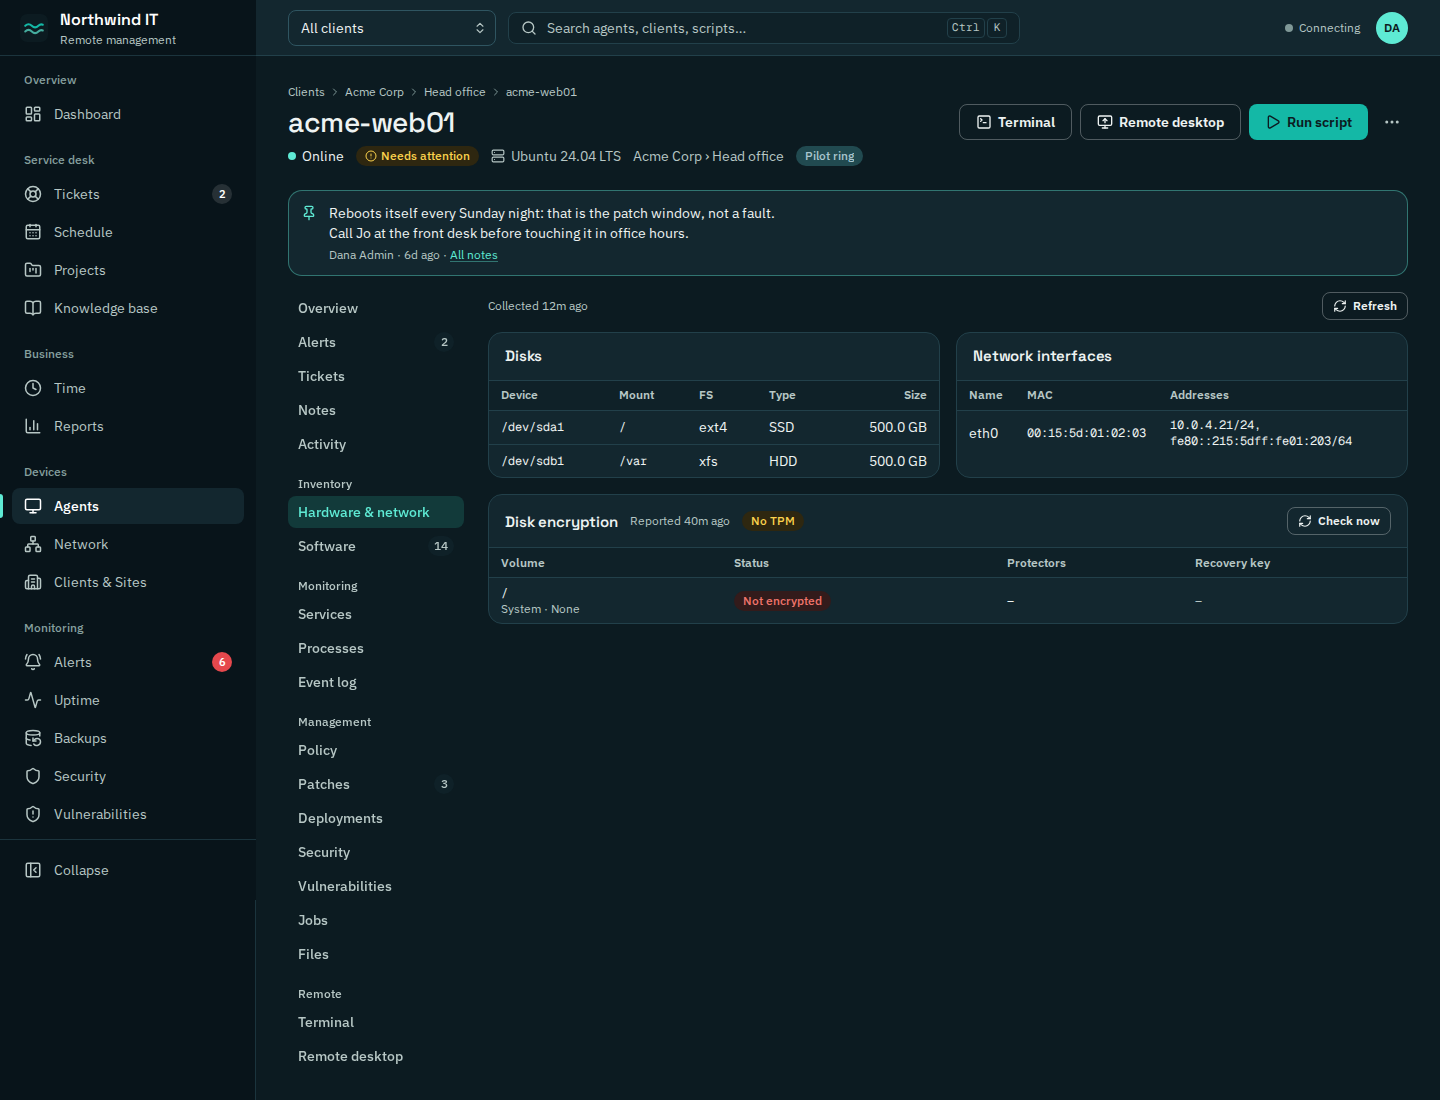 Northwind IT
Remote management
All clients
Search agents, clients, scripts...
Ctrl K
Connecting
DA
Overview
Dashboard
Service desk
Tickets 2
Schedule
Projects
Knowledge base
Business
Time
Reports
Devices
Agents
Network
Clients & Sites
Monitoring
Alerts 6
Uptime
Backups
Security
Vulnerabilities
Collapse
Clients > Acme Corp > Head office > acme-web01
acme-web01
Terminal
Remote desktop
Run script
Online
Needs attention
Ubuntu 24.04 LTS
Acme Corp › Head office
Pilot ring
Reboots itself every Sunday night: that is the patch window, not a fault.
Call Jo at the front desk before touching it in office hours.
Dana Admin · 6d ago · All notes
Overview
Alerts 2
Tickets
Notes
Activity
Inventory
Hardware & network
Software 14
Monitoring
Services
Processes
Event log
Management
Policy
Patches 3
Deployments
Security
Vulnerabilities
Jobs
Files
Remote
Terminal
Remote desktop
Collected 12m ago
Refresh
Disks
Device Mount FS Type Size
/dev/sda1 / ext4 SSD 500.0 GB
/dev/sdb1 /var xfs HDD 500.0 GB
Network interfaces
Name MAC Addresses
eth0 00:15:5d:01:02:03 10.0.4.21/24,
fe80::215:5dff:fe01:203/64
Disk encryption
Reported 40m ago
No TPM
Check now
Volume Status Protectors Recovery key
/
System · None
Not encrypted
–
–